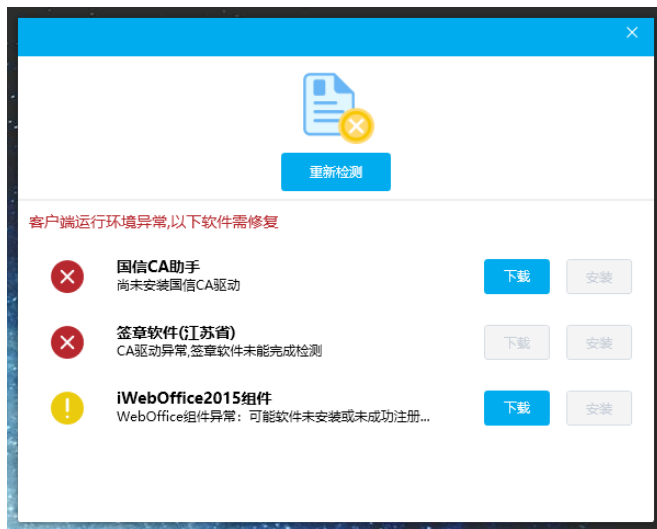 重新检测
客户端运行环境异常,以下软件需修复
国信CA助手
尚未安装国信CA驱动
下载
安装
签章软件(江苏省)
CA驱动异常,签章软件未能完成检测
下载
安装
iWebOffice2015组件
WebOffice组件异常：可能软件未安装或未成功注册...
下载
安装